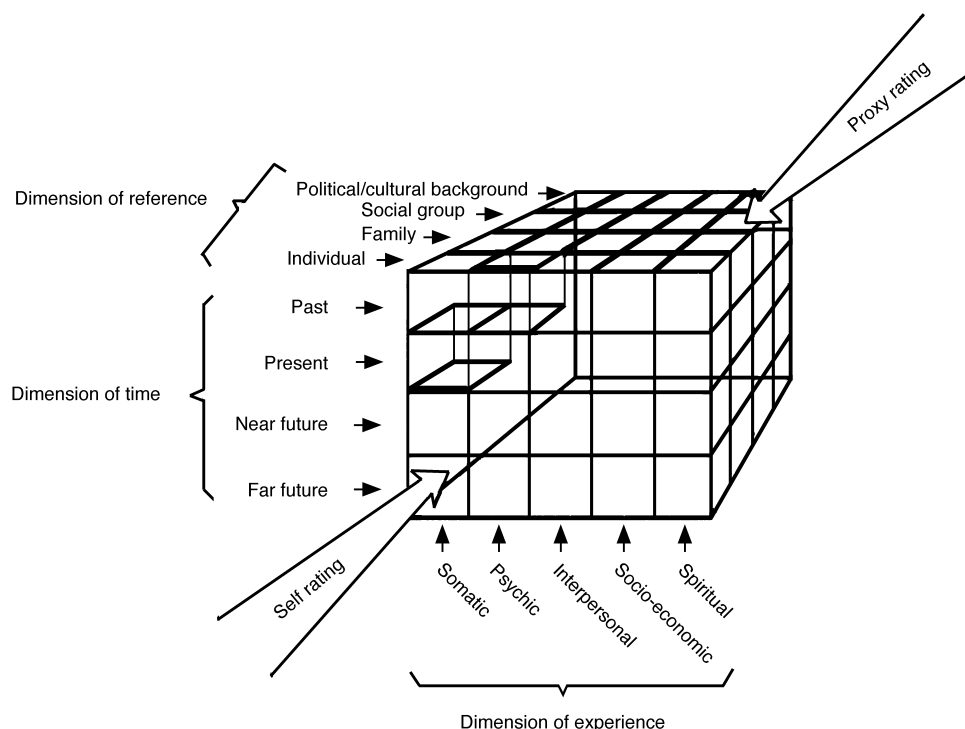 Proxy rating
Dimension of reference
Political/cultural background
Social group
Family
Individual
Past
Present
Dimension of time
Near future
Far future
Self rating
Somatic
Psychic
Interpersonal
Socio-economic
Spiritual
Dimension of experience